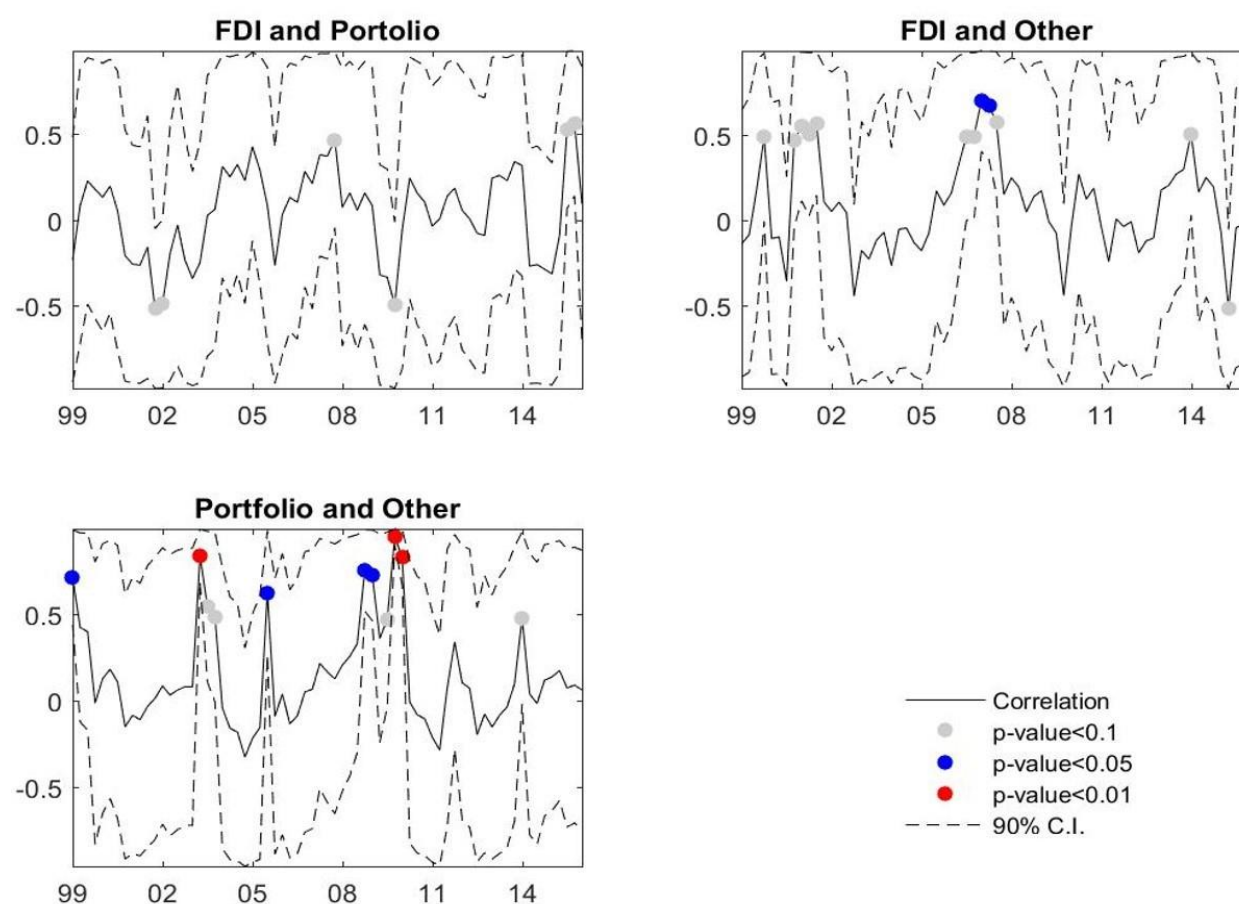 FDI and Portolio
0.5
0
-0.5
99 02 05 08 11 14
FDI and Other
0.5
0
-0.5
99 02 05 08 11 14
Portfolio and Other
0.5
0
-0.5
99 02 05 08 11 14
Correlation
p-value<0.1
p-value<0.05
p-value<0.01
90% C.I.